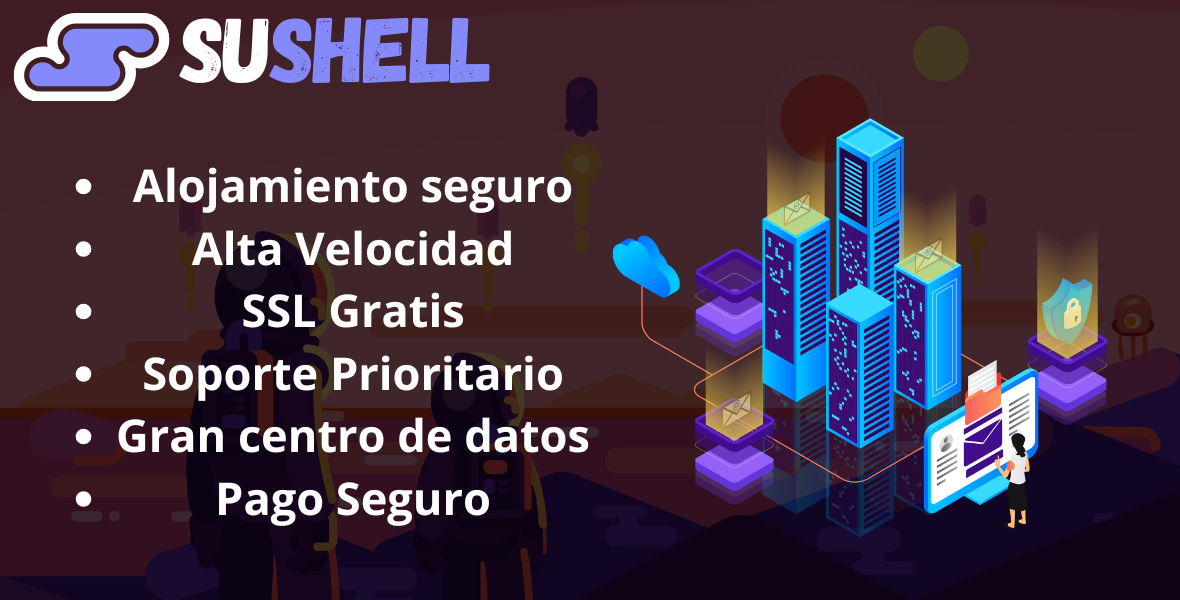 SUSHELL
• Alojamiento seguro
• Alta Velocidad
• SSL Gratis
• Soporte Prioritario
• Gran centro de datos
• Pago Seguro